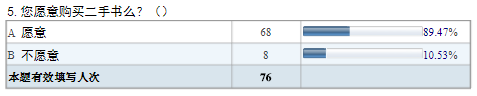 5. 您愿意购买二手书么？（）
A 愿意 68 89.47%
B 不愿意 8 10.53%
本题有效填写人次 76